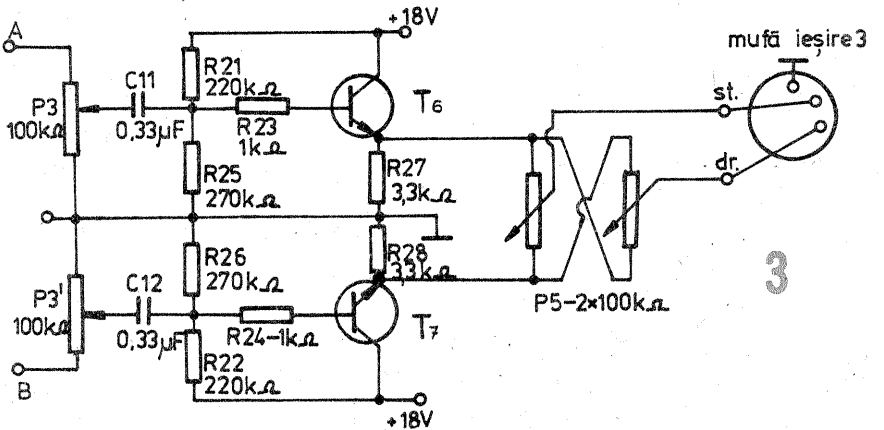 A
+18V
mufă ieșire 3
R21
220kΩ
C11
P3
100kΩ
0,33μF
R23
1kΩ
T6
st.
R25
270kΩ
R27
3,3kΩ
dr.
R26
270kΩ
R28
3,3kΩ
P3'
100kΩ
C12
0,33μF
R24-1kΩ
T7
P5-2×100kΩ
3
R22
220kΩ
B
+18V